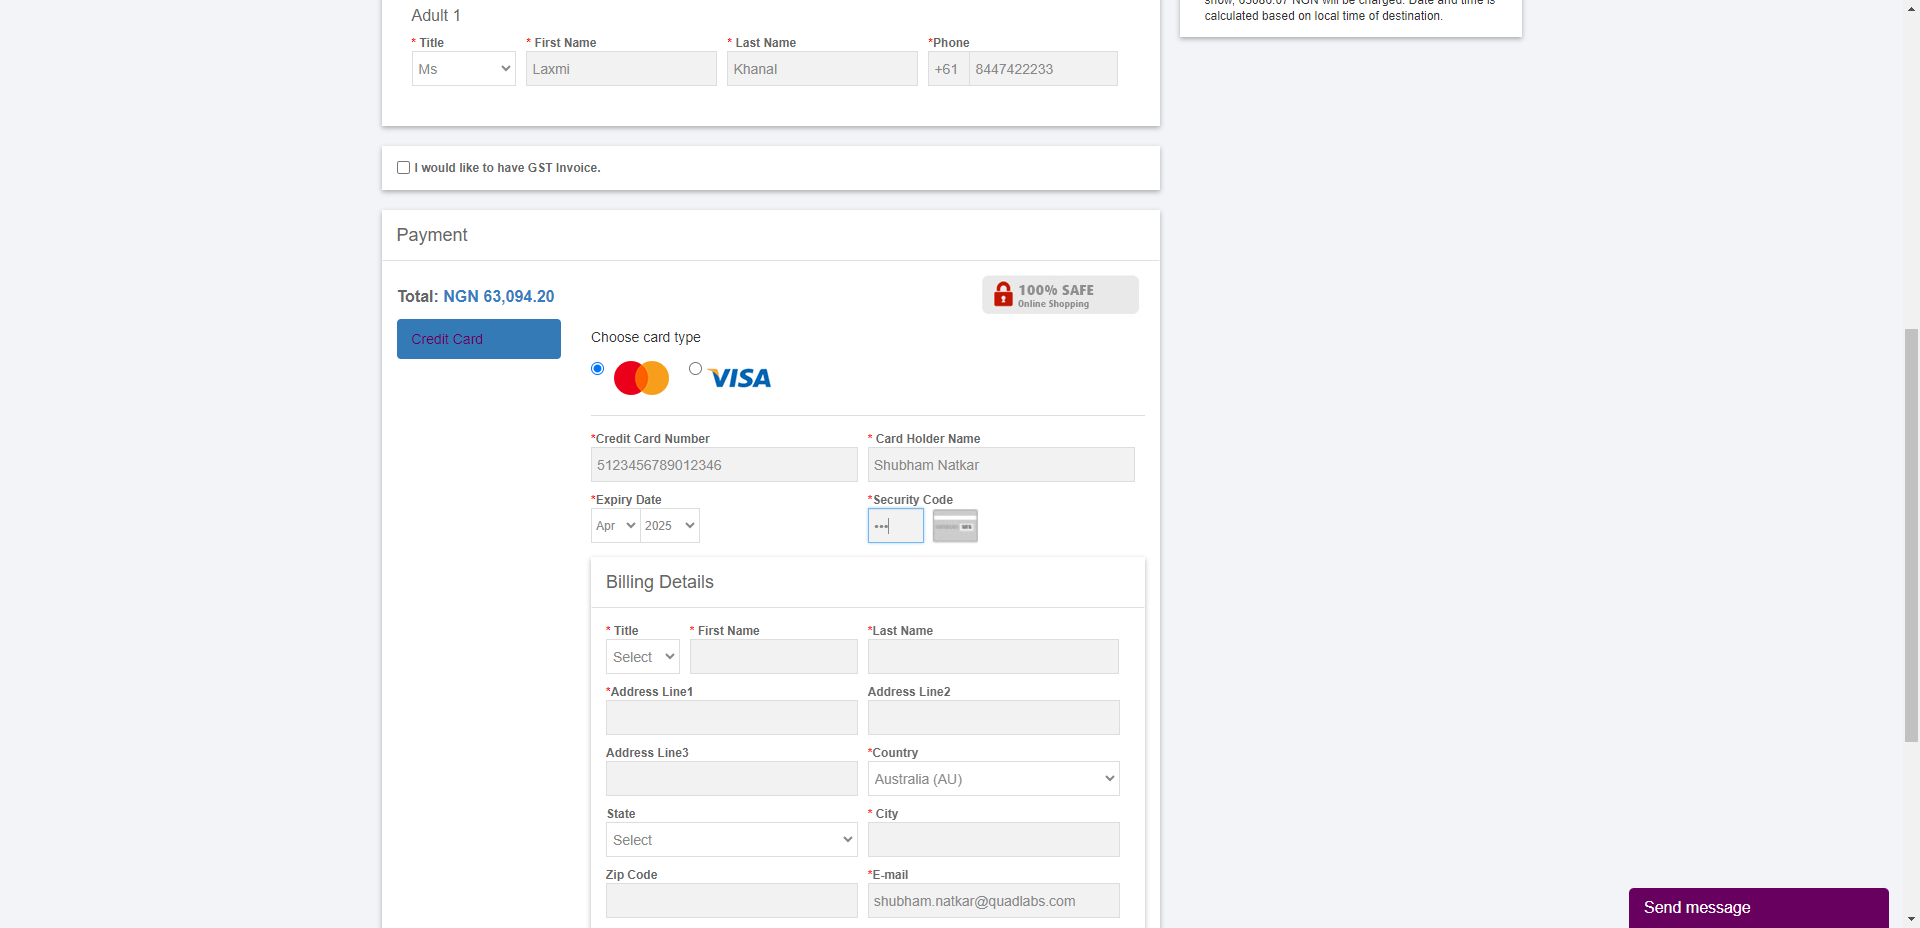 show, 63086.07 NGN will be charged. Date and time is
calculated based on local time of destination.
Adult 1
* Title
* First Name
* Last Name
*Phone
Ms
Laxmi
Khanal
+61
8447422233
I would like to have GST Invoice.
Payment
Total: NGN 63,094.20
100% SAFE
Online Shopping
Credit Card
Choose card type
VISA
*Credit Card Number
* Card Holder Name
5123456789012346
Shubham Natkar
*Expiry Date
*Security Code
Apr
2025
•••
Billing Details
* Title
* First Name
*Last Name
Select
*Address Line1
Address Line2
Address Line3
*Country
Australia (AU)
State
* City
Select
Zip Code
*E-mail
shubham.natkar@quadlabs.com
Send message